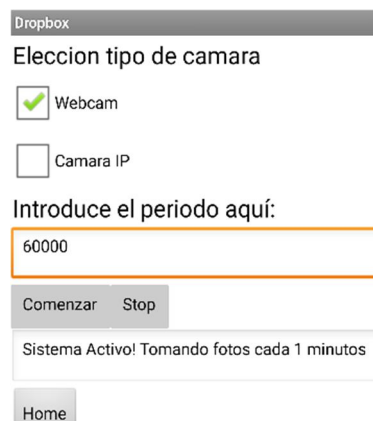 Dropbox
Eleccion tipo de camara
Webcam
Camara IP
Introduce el periodo aquí:
60000
Comenzar Stop
Sistema Activo! Tomando fotos cada 1 minutos
Home